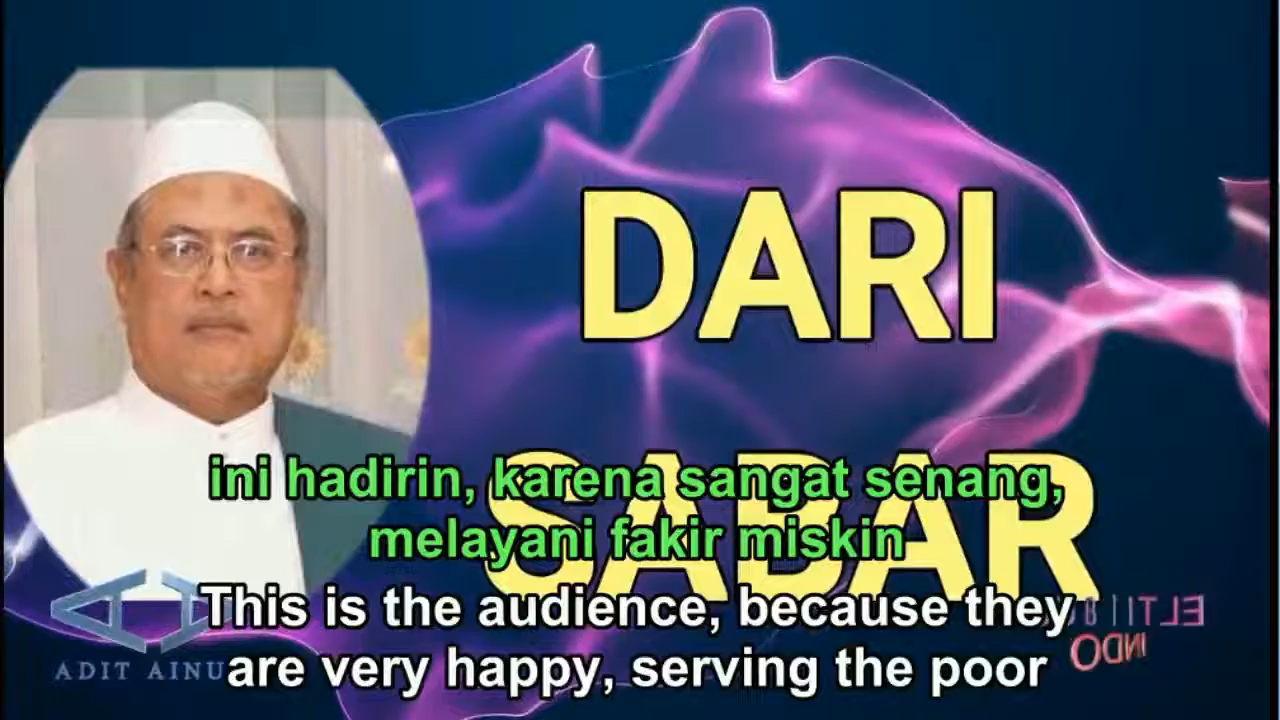 DARI
SABAR
ini hadirin, karena sangat senang,
melayani fakir miskin
This is the audience, because they
are very happy, serving the poor
ADIT AINU
INDO